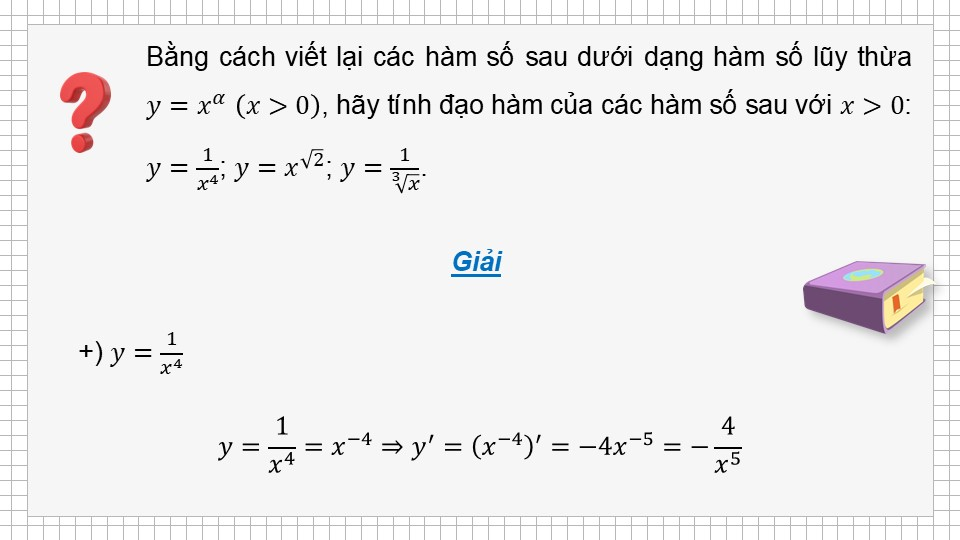 Bằng cách viết lại các hàm số sau dưới dạng hàm số lũy thừa
𝑦 = 𝑥^𝛼 (𝑥 > 0), hãy tính đạo hàm của các hàm số sau với 𝑥 > 0:
𝑦 = 1/𝑥^4; 𝑦 = 𝑥^√2; 𝑦 = 1/∛𝑥.
Giải
+) 𝑦 = 1/𝑥^4
𝑦 = 1/𝑥^4 = 𝑥^−4 ⇒ 𝑦′ = (𝑥^−4)′ = −4𝑥^−5 = −4/𝑥^5